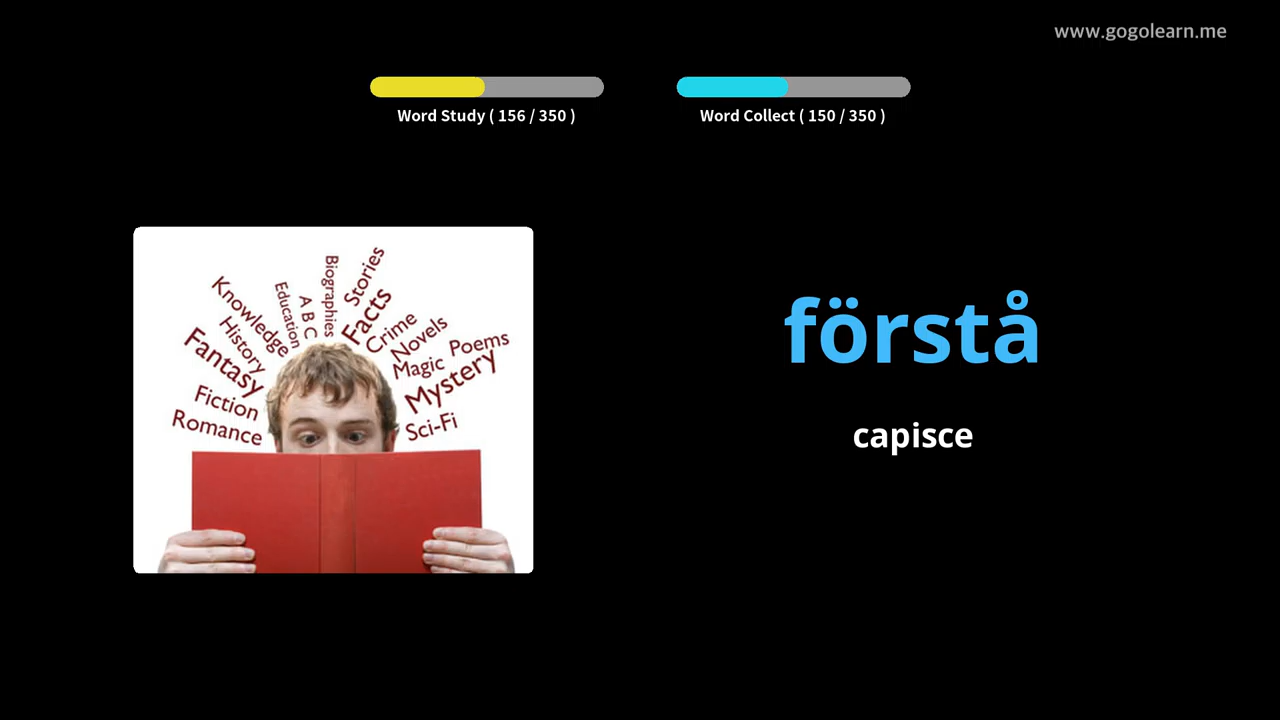 www.gogolearn.me
Word Study ( 156 / 350 )
Word Collect ( 150 / 350 )
Biographies
Stories
Knowledge
Education
A B C
Facts
History
Crime
Novels
Fantasy
Magic
Poems
Mystery
Fiction
Romance
Sci-Fi
förstå
capisce